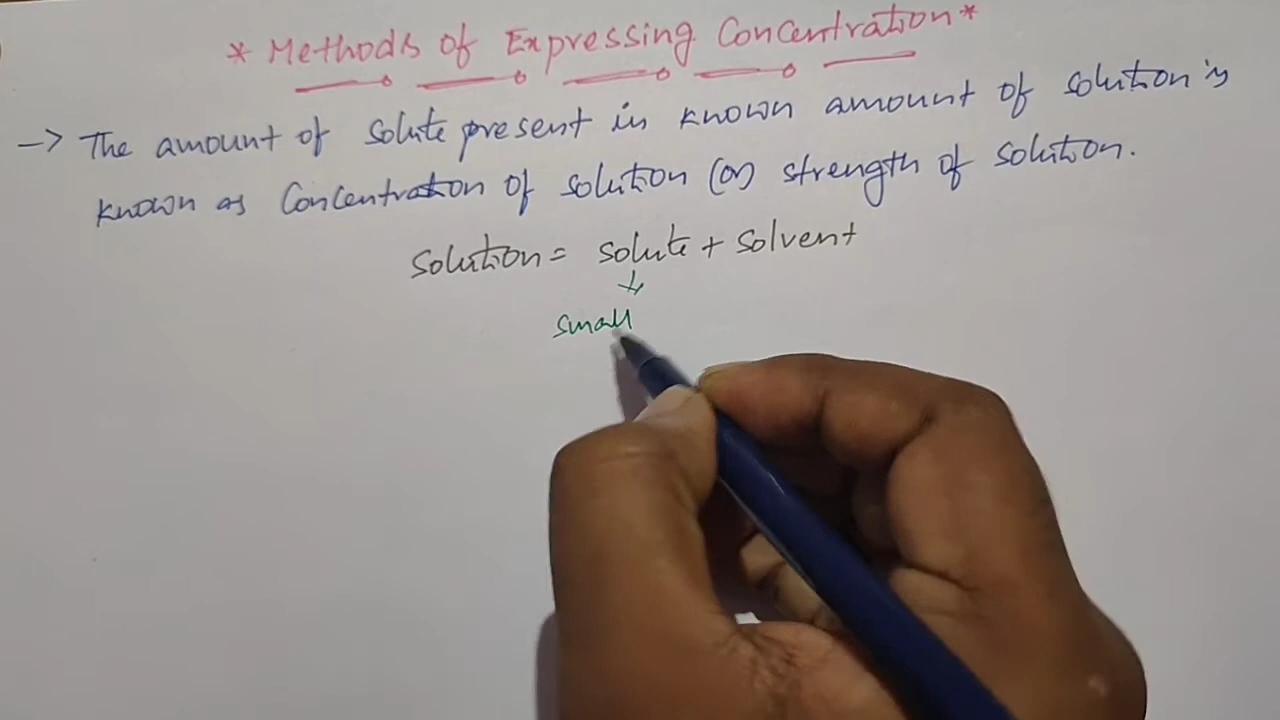 * Methods of Expressing Concentration *
-> The amount of solute present in known amount of solution is
known as Concentration of solution (or) strength of solution.
Solution = solute + solvent
small